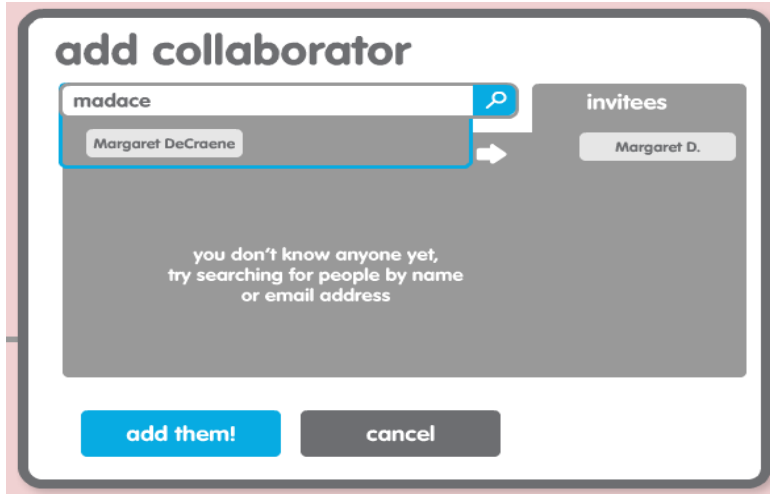 add collaborator
madace
invitees
Margaret DeCraene
Margaret D.
you don't know anyone yet,
try searching for people by name
or email address
add them!
cancel